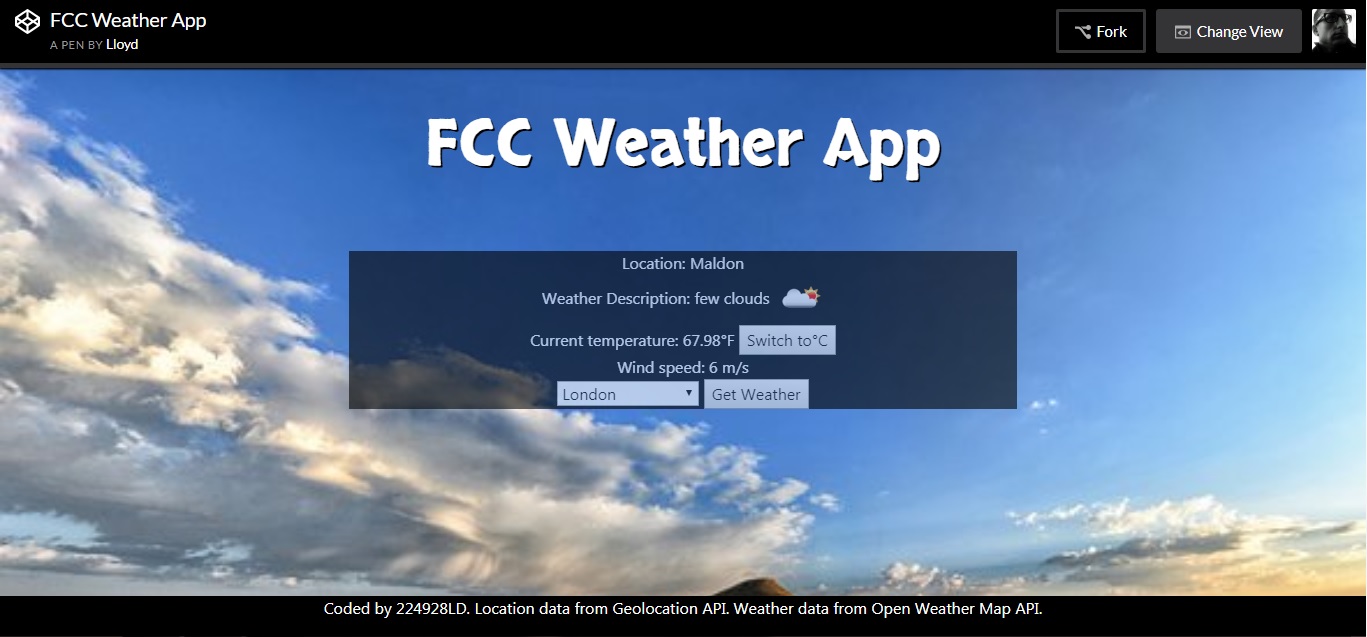 FCC Weather App
A PEN BY Lloyd
Fork
Change View
FCC Weather App
Location: Maldon
Weather Description: few clouds
Current temperature: 67.98°F Switch to°C
Wind speed: 6 m/s
London Get Weather
Coded by 224928LD. Location data from Geolocation API. Weather data from Open Weather Map API.